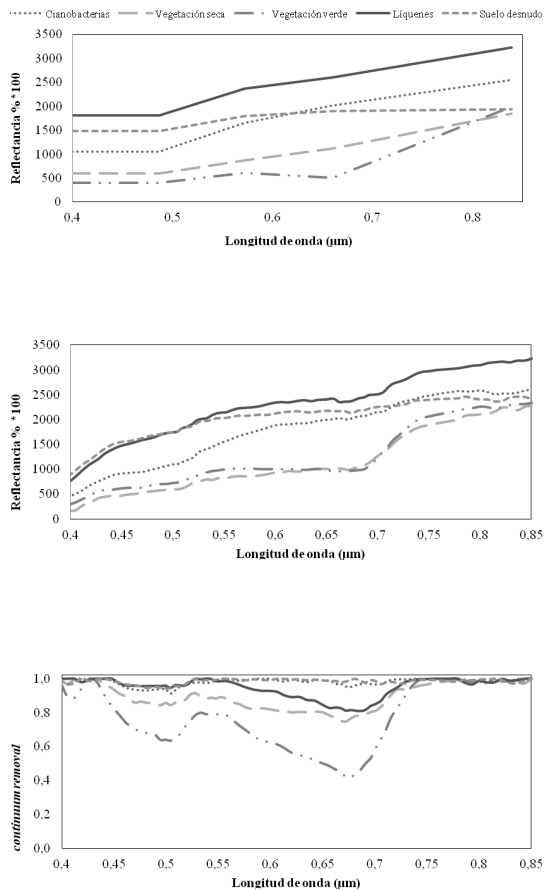 Cianobacterias Vegetación seca Vegetación verde Líquenes Suelo desnudo
3500
3000
2500
2000
1500
1000
500
0
Reflectancia % *100
0,4 0,5 0,6 0,7 0,8
Longitud de onda (μm)
3500
3000
2500
2000
1500
1000
500
0
Reflectancia % *100
0,4 0,45 0,5 0,55 0,6 0,65 0,7 0,75 0,8 0,85
Longitud de onda (μm)
1,0
0,8
0,6
0,4
0,2
0,0
continuum removal
0,4 0,45 0,5 0,55 0,6 0,65 0,7 0,75 0,8 0,85
Longitud de onda (μm)